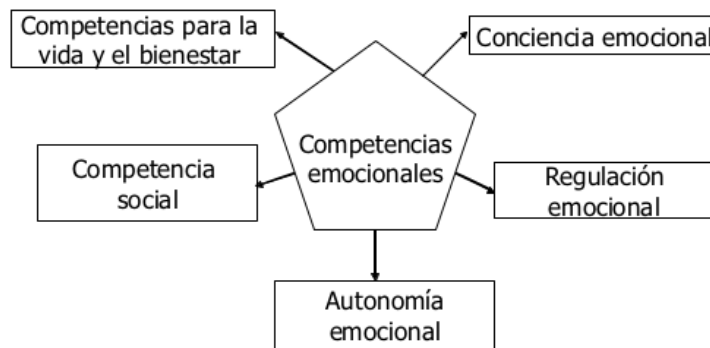 Competencias para la
vida y el bienestar
Conciencia emocional
Competencias
emocionales
Competencia
social
Regulación
emocional
Autonomía
emocional